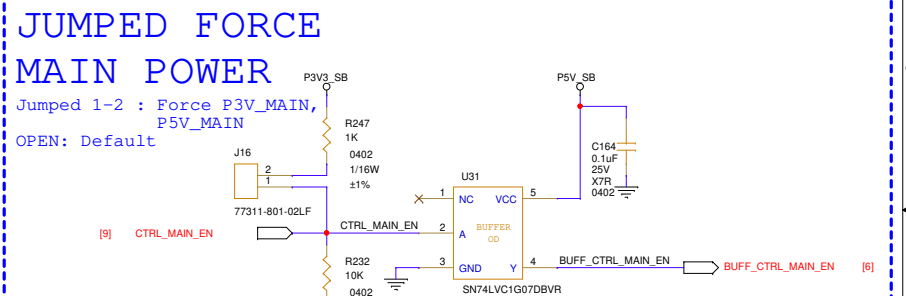 JUMPED FORCE
MAIN POWER
Jumped 1-2 : Force P3V_MAIN,
P5V_MAIN
OPEN: Default
P3V3_SB
R247
1K
0402
1/16W
±1%
J16
2
1
77311-801-02LF
[9] CTRL_MAIN_EN
CTRL_MAIN_EN
R232
10K
0402
P5V_SB
C164
0.1uF
25V
X7R
0402
U31
1 NC VCC 5
2 A BUFFER
OD
3 GND Y 4
SN74LVC1G07DBVR
BUFF_CTRL_MAIN_EN
BUFF_CTRL_MAIN_EN [6]